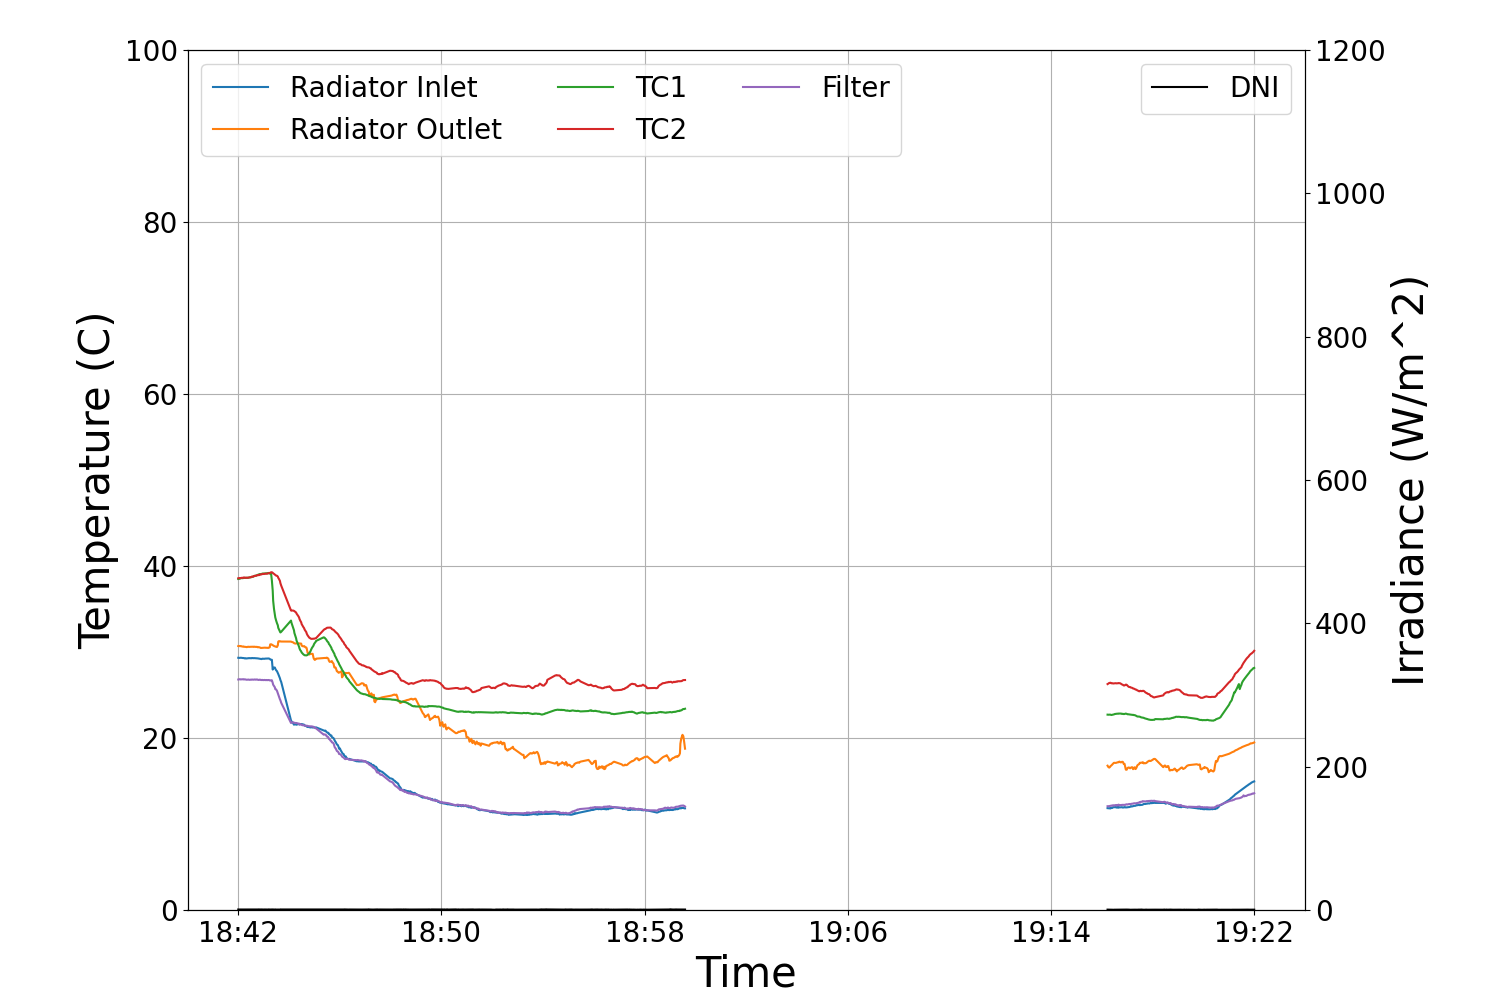 Radiator Inlet
Radiator Outlet
TC1
TC2
Filter
DNI
Temperature (C)
100
80
60
40
20
0
Irradiance (W/m^2)
1200
1000
800
600
400
200
0
18:42 18:50 18:58 19:06 19:14 19:22
Time